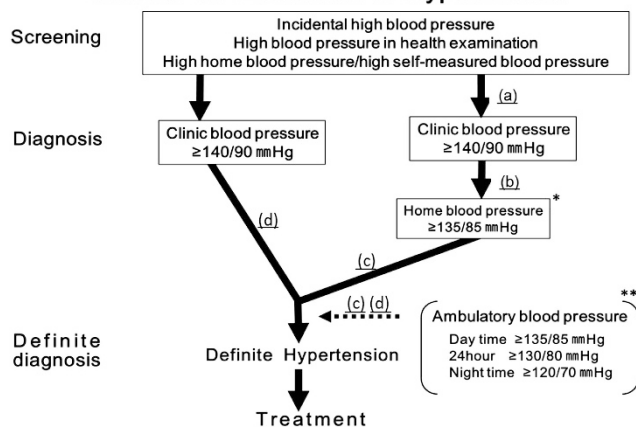 Screening
Incidental high blood pressure
High blood pressure in health examination
High home blood pressure/high self-measured blood pressure
(a)
Diagnosis
Clinic blood pressure
≥140/90 mmHg
Clinic blood pressure
≥140/90 mmHg
(b)
(d)
Home blood pressure
≥135/85 mmHg
*
(c)
(c) (d)
**
Ambulatory blood pressure
Day time ≥135/85 mmHg
24hour ≥130/80 mmHg
Night time ≥120/70 mmHg
Definite
diagnosis
Definite Hypertension
Treatment